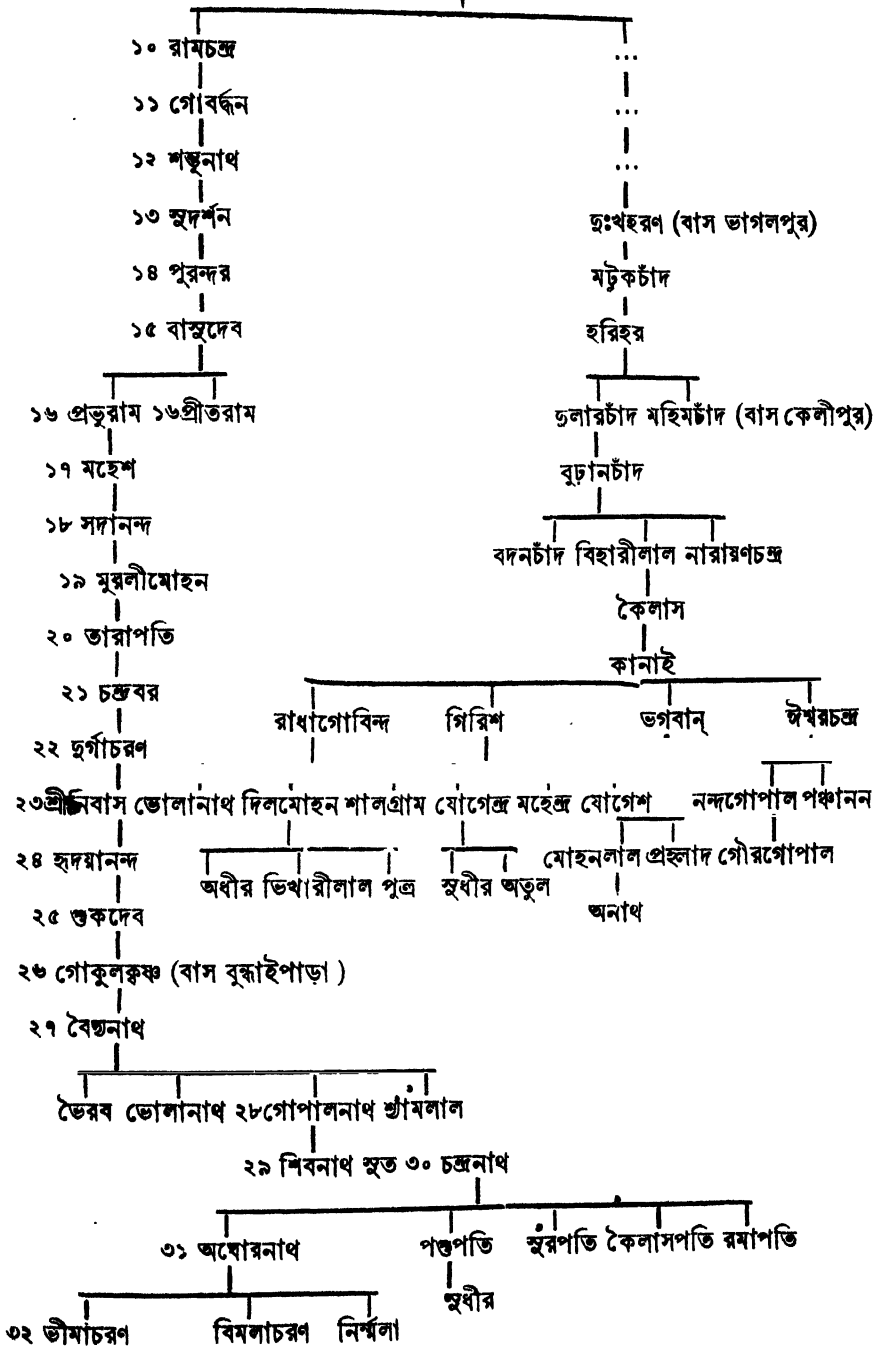 ১০ রামচন্দ্র ...
১১ গোবর্দ্ধন ...
১২ শম্ভুনাথ ...
১৩ সুদর্শন দুঃখহরণ (বাস ভাগলপুর)
১৪ পুরন্দর মটুকচাঁদ
১৫ বাসুদেব হরিহর
১৬ প্রভুরাম ১৬প্রীতরাম দুলারচাঁদ মহিমচাঁদ (বাস কেলীপুর)
১৭ মহেশ বুঢ়ানচাঁদ
১৮ সদানন্দ
বদনচাঁদ বিহারীলাল নারায়ণচন্দ্র
১৯ মুরলীমোহন
কৈলাস
২০ তারাপতি
কানাই
২১ চন্দ্রবর
রাধাগোবিন্দ গিরিশ ভগবান্ ঈশ্বরচন্দ্র
২২ দুর্গাচরণ
২৩শ্রীনিবাস ভোলানাথ দিলমোহন শালগ্রাম যোগেন্দ্র মহেন্দ্র যোগেশ নন্দগোপাল পঞ্চানন
২৪ হৃদয়ানন্দ মোহনলাল প্রহ্লাদ গৌরগোপাল
অধীর ভিখারীলাল পুত্র সুধীর অতুল
২৫ শুকদেব অনাথ
২৬ গোকুলকৃষ্ণ (বাস বুন্ধাইপাড়া)
২৭ বৈদ্যনাথ
ভৈরব ভোলানাথ ২৮গোপালনাথ শ্যামলাল
২৯ শিবনাথ সুত ৩০ চন্দ্রনাথ
৩১ অঘোরনাথ পশুপতি সুরপতি কৈলাসপতি রমাপতি
সুধীর
৩২ ভীমাচরণ বিমলাচরণ নির্ম্মলা